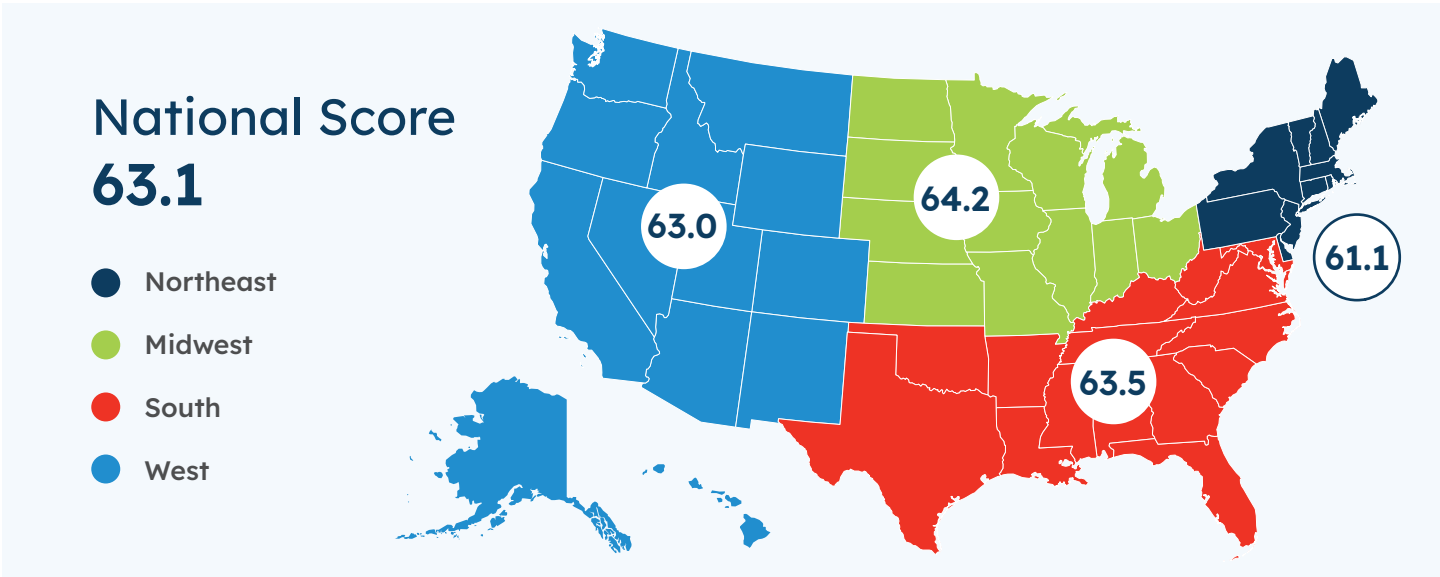 National Score
63.1
Northeast
Midwest
South
West
63.0
64.2
61.1
63.5